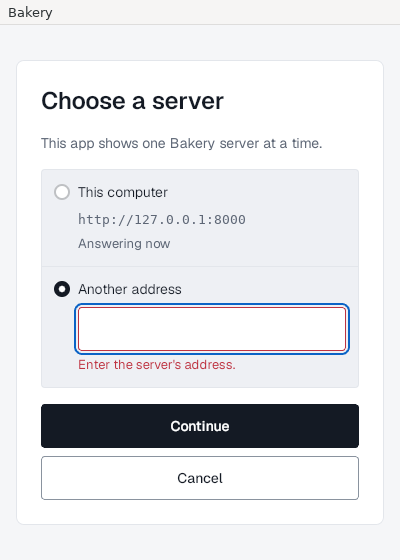 Bakery
Choose a server
This app shows one Bakery server at a time.
This computer
http://127.0.0.1:8000
Answering now
Another address
Enter the server's address.
Continue
Cancel